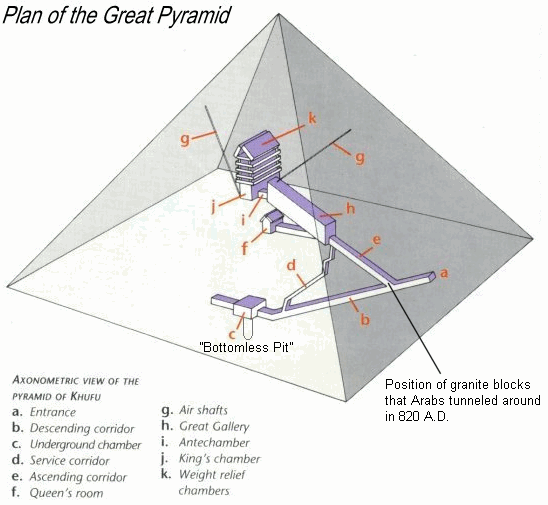 Plan of the Great Pyramid
k
g
g
j
i
h
f
e
d
a
b
c
"Bottomless Pit"
Position of granite blocks
that Arabs tunneled around
in 820 A.D.
AXONOMETRIC VIEW OF THE
PYRAMID OF KHUFU
a. Entrance
b. Descending corridor
c. Underground chamber
d. Service corridor
e. Ascending corridor
f. Queen's room
g. Air shafts
h. Great Gallery
i. Antechamber
j. King's chamber
k. Weight relief
chambers